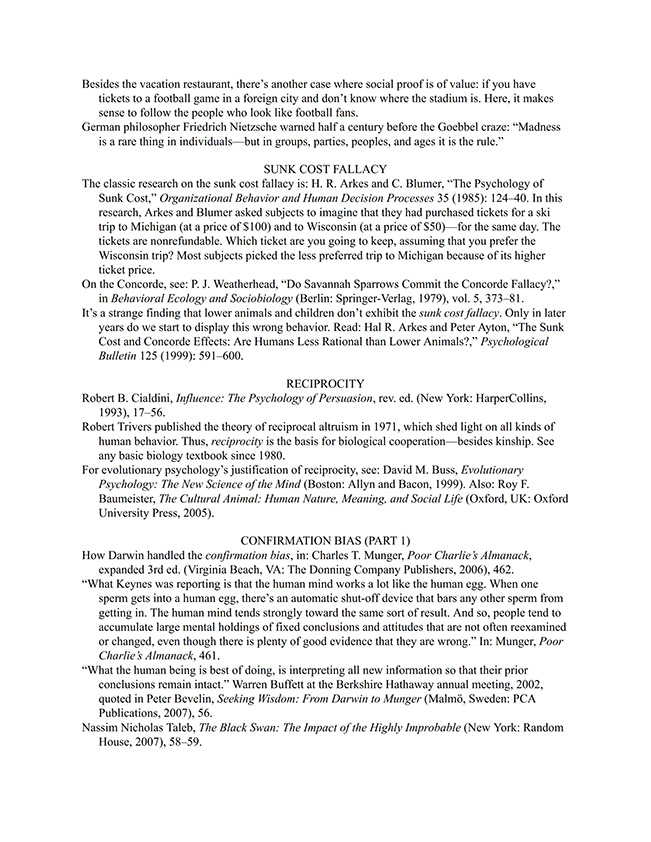 Besides the vacation restaurant, there’s another case where social proof is of value: if you have
tickets to a football game in a foreign city and don’t know where the stadium is. Here, it makes
sense to follow the people who look like football fans.
German philosopher Friedrich Nietzsche warned half a century before the Goebbel craze: “Madness
is a rare thing in individuals—but in groups, parties, peoples, and ages it is the rule.”
SUNK COST FALLACY
The classic research on the sunk cost fallacy is: H. R. Arkes and C. Blumer, “The Psychology of
Sunk Cost,” Organizational Behavior and Human Decision Processes 35 (1985): 124–40. In this
research, Arkes and Blumer asked subjects to imagine that they had purchased tickets for a ski
trip to Michigan (at a price of $100) and to Wisconsin (at a price of $50)—for the same day. The
tickets are nonrefundable. Which ticket are you going to keep, assuming that you prefer the
Wisconsin trip? Most subjects picked the less preferred trip to Michigan because of its higher
ticket price.
On the Concorde, see: P. J. Weatherhead, “Do Savannah Sparrows Commit the Concorde Fallacy?,”
in Behavioral Ecology and Sociobiology (Berlin: Springer-Verlag, 1979), vol. 5, 373–81.
It’s a strange finding that lower animals and children don’t exhibit the sunk cost fallacy. Only in later
years do we start to display this wrong behavior. Read: Hal R. Arkes and Peter Ayton, “The Sunk
Cost and Concorde Effects: Are Humans Less Rational than Lower Animals?,” Psychological
Bulletin 125 (1999): 591–600.
RECIPROCITY
Robert B. Cialdini, Influence: The Psychology of Persuasion, rev. ed. (New York: HarperCollins,
1993), 17–56.
Robert Trivers published the theory of reciprocal altruism in 1971, which shed light on all kinds of
human behavior. Thus, reciprocity is the basis for biological cooperation—besides kinship. See
any basic biology textbook since 1980.
For evolutionary psychology’s justification of reciprocity, see: David M. Buss, Evolutionary
Psychology: The New Science of the Mind (Boston: Allyn and Bacon, 1999). Also: Roy F.
Baumeister, The Cultural Animal: Human Nature, Meaning, and Social Life (Oxford, UK: Oxford
University Press, 2005).
CONFIRMATION BIAS (PART 1)
How Darwin handled the confirmation bias, in: Charles T. Munger, Poor Charlie’s Almanack,
expanded 3rd ed. (Virginia Beach, VA: The Donning Company Publishers, 2006), 462.
“What Keynes was reporting is that the human mind works a lot like the human egg. When one
sperm gets into a human egg, there’s an automatic shut-off device that bars any other sperm from
getting in. The human mind tends strongly toward the same sort of result. And so, people tend to
accumulate large mental holdings of fixed conclusions and attitudes that are not often reexamined
or changed, even though there is plenty of good evidence that they are wrong.” In: Munger, Poor
Charlie’s Almanack, 461.
“What the human being is best of doing, is interpreting all new information so that their prior
conclusions remain intact.” Warren Buffett at the Berkshire Hathaway annual meeting, 2002,
quoted in Peter Bevelin, Seeking Wisdom: From Darwin to Munger (Malmö, Sweden: PCA
Publications, 2007), 56.
Nassim Nicholas Taleb, The Black Swan: The Impact of the Highly Improbable (New York: Random
House, 2007), 58–59.